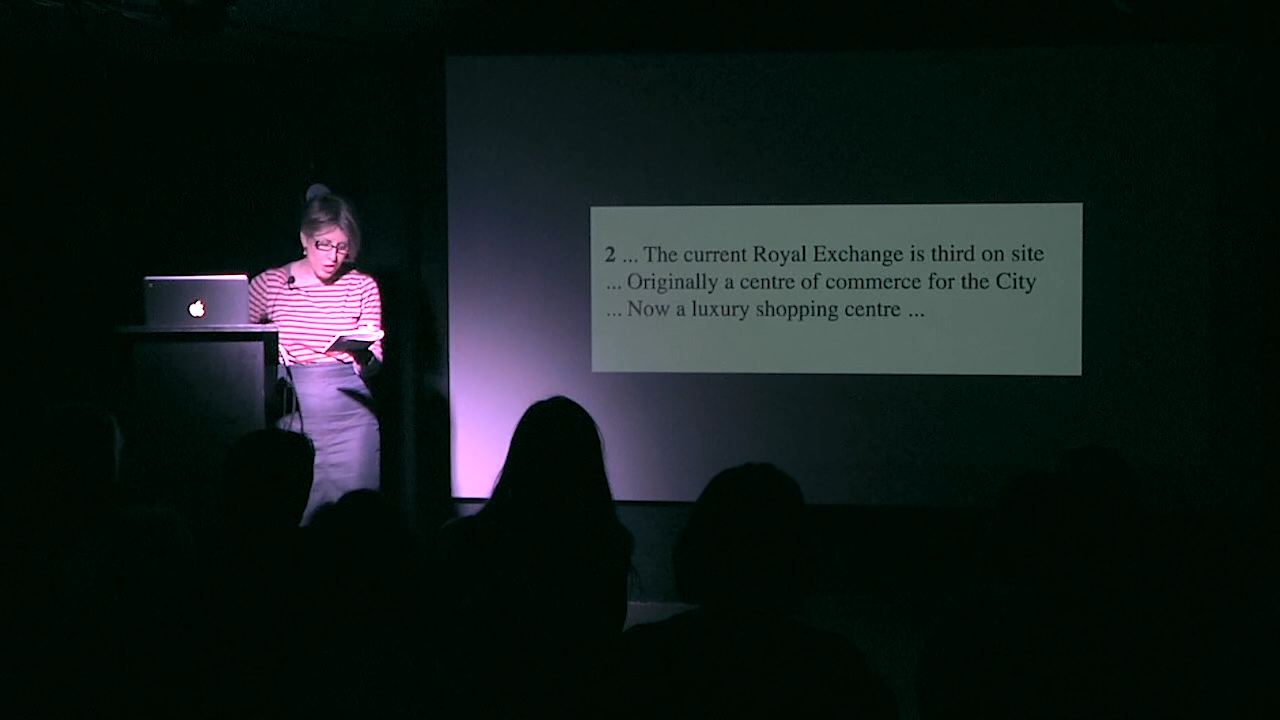 2 ... The current Royal Exchange is third on site
... Originally a centre of commerce for the City
... Now a luxury shopping centre ...